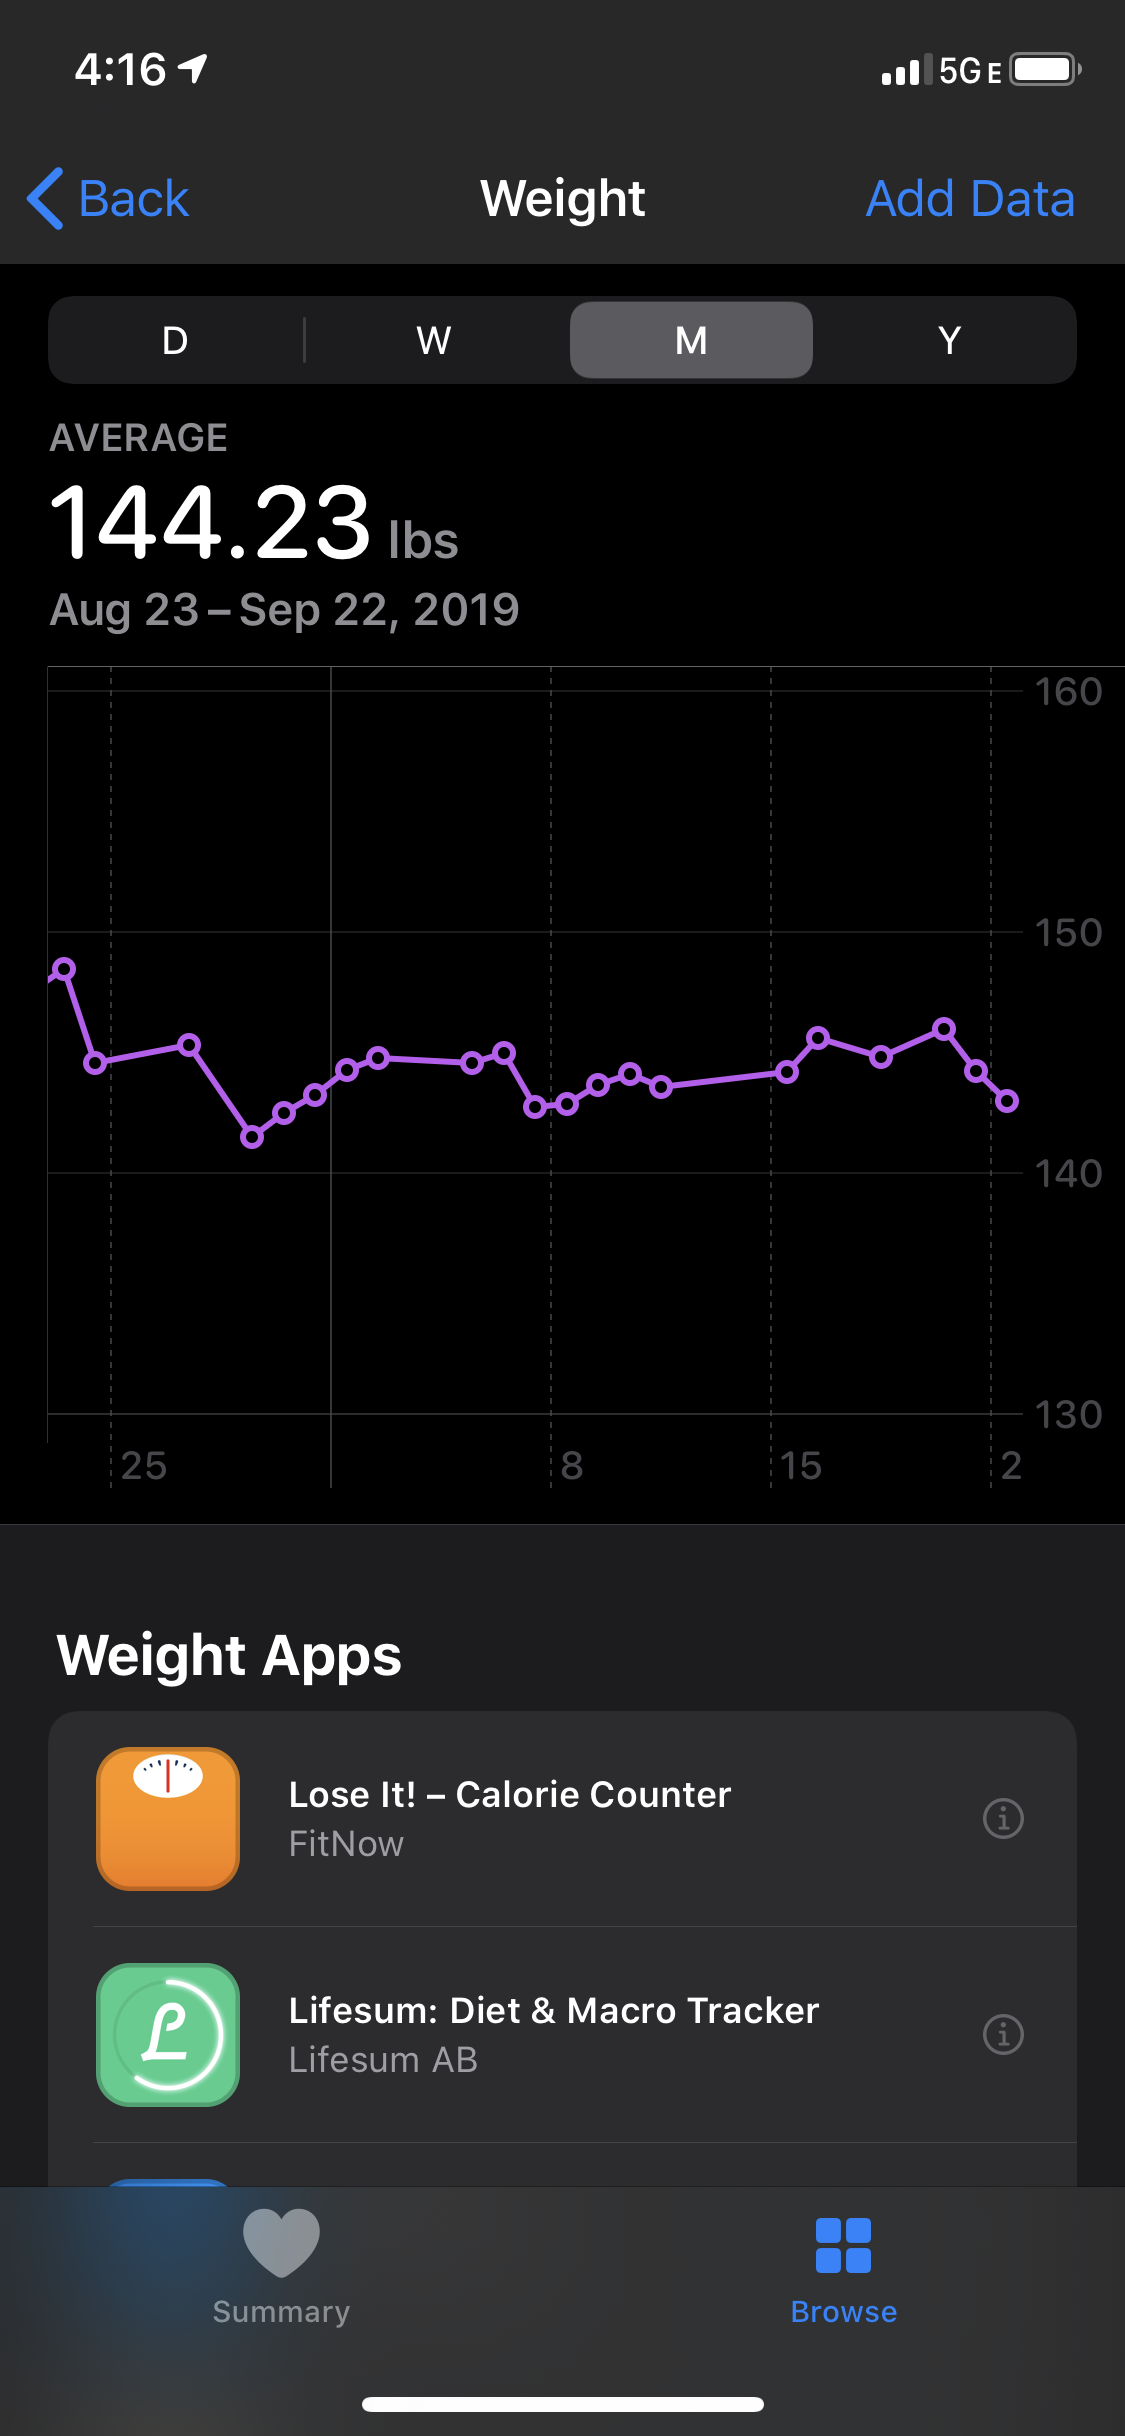 4:16 5G E
Back Weight Add Data
D W M Y
AVERAGE
144.23 lbs
Aug 23 – Sep 22, 2019
160
150
140
130
25 8 15 2
Weight Apps
Lose It! – Calorie Counter
FitNow
Lifesum: Diet & Macro Tracker
Lifesum AB
Summary Browse